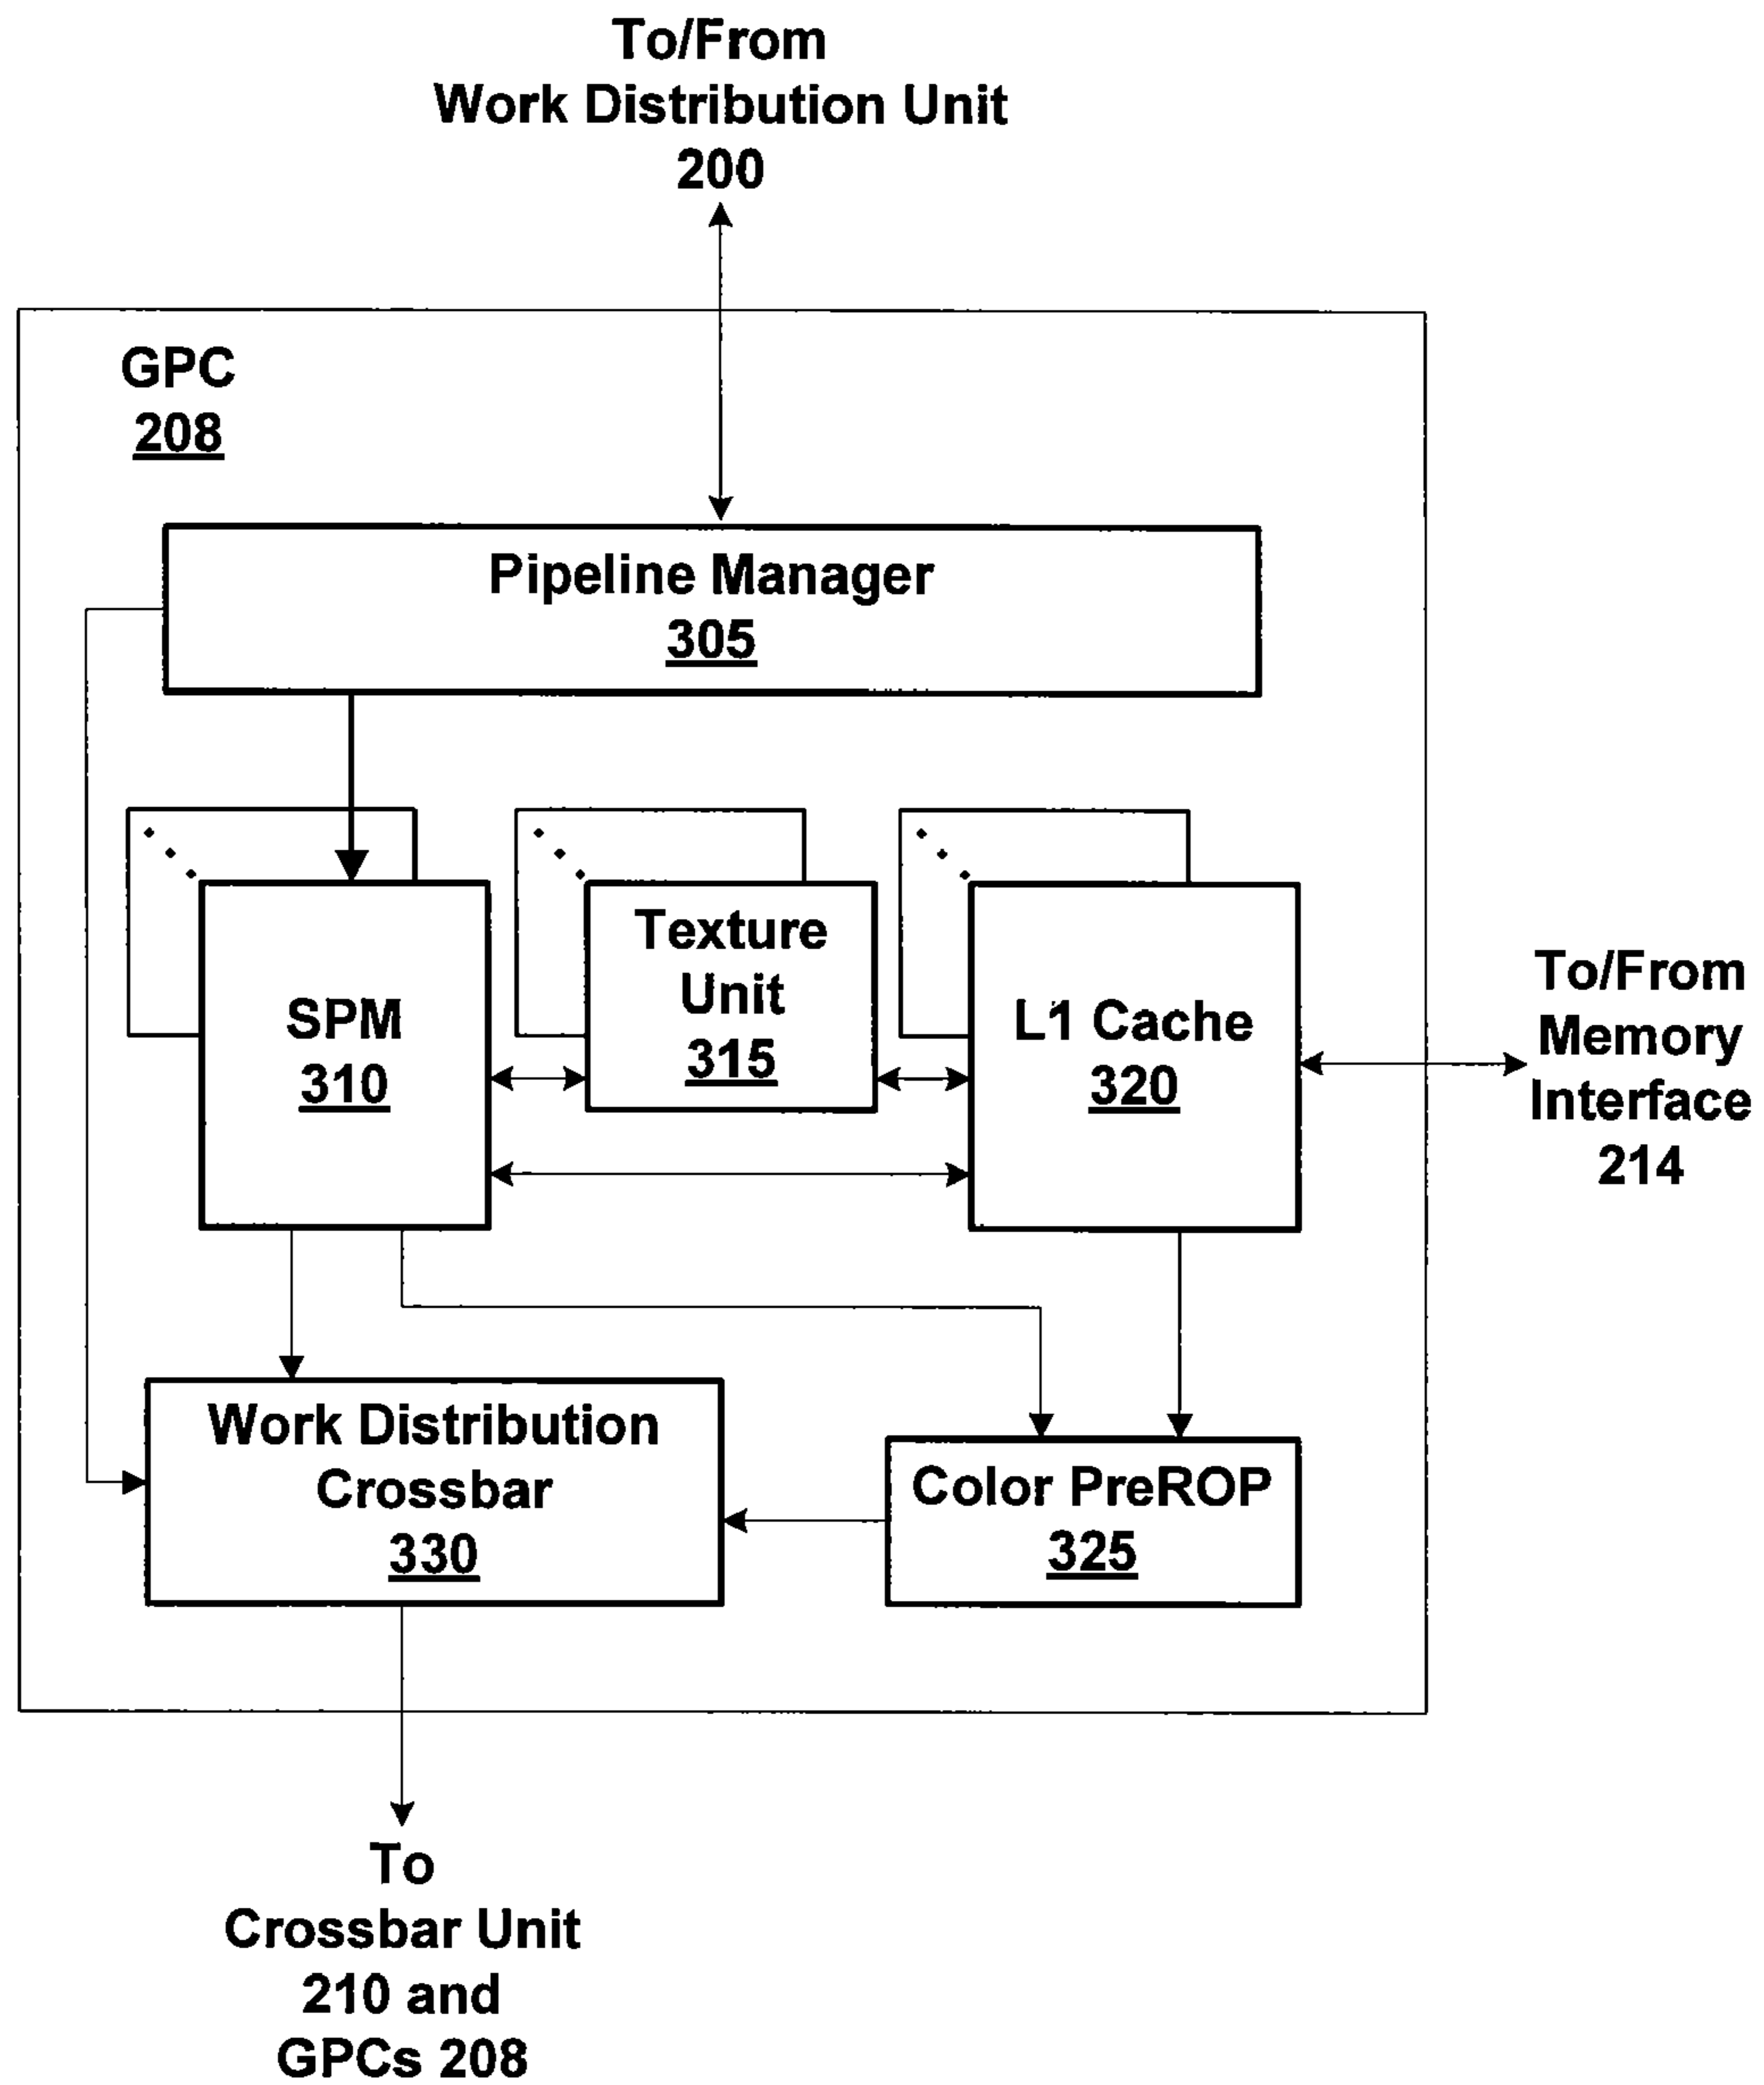 To/From
Work Distribution Unit
200
GPC
208
Pipeline Manager
305
SPM
310
Texture
Unit
315
L1 Cache
320
To/From
Memory
Interface
214
Work Distribution
Crossbar
330
Color PreROP
325
To
Crossbar Unit
210 and
GPCs 208